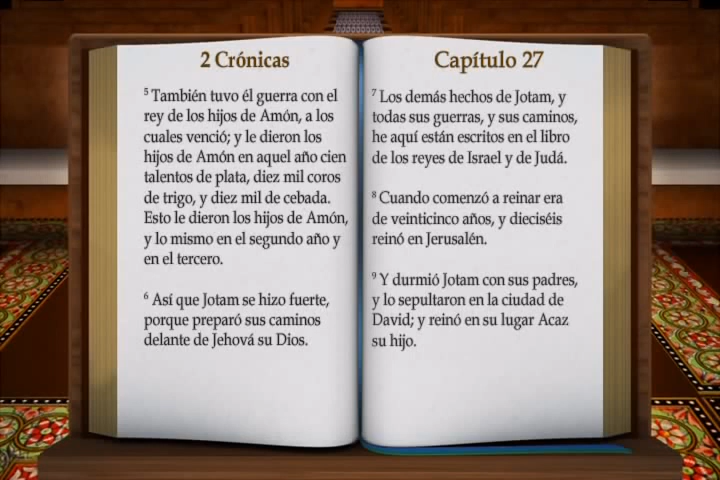 2 Crónicas
⁵ También tuvo él guerra con el
rey de los hijos de Amón, a los
cuales venció; y le dieron los
hijos de Amón en aquel año cien
talentos de plata, diez mil coros
de trigo, y diez mil de cebada.
Esto le dieron los hijos de Amón,
y lo mismo en el segundo año y
en el tercero.
⁶ Así que Jotam se hizo fuerte,
porque preparó sus caminos
delante de Jehová su Dios.
Capítulo 27
⁷ Los demás hechos de Jotam, y
todas sus guerras, y sus caminos,
he aquí están escritos en el libro
de los reyes de Israel y de Judá.
⁸ Cuando comenzó a reinar era
de veinticinco años, y dieciséis
reinó en Jerusalén.
⁹ Y durmió Jotam con sus padres,
y lo sepultaron en la ciudad de
David; y reinó en su lugar Acaz
su hijo.